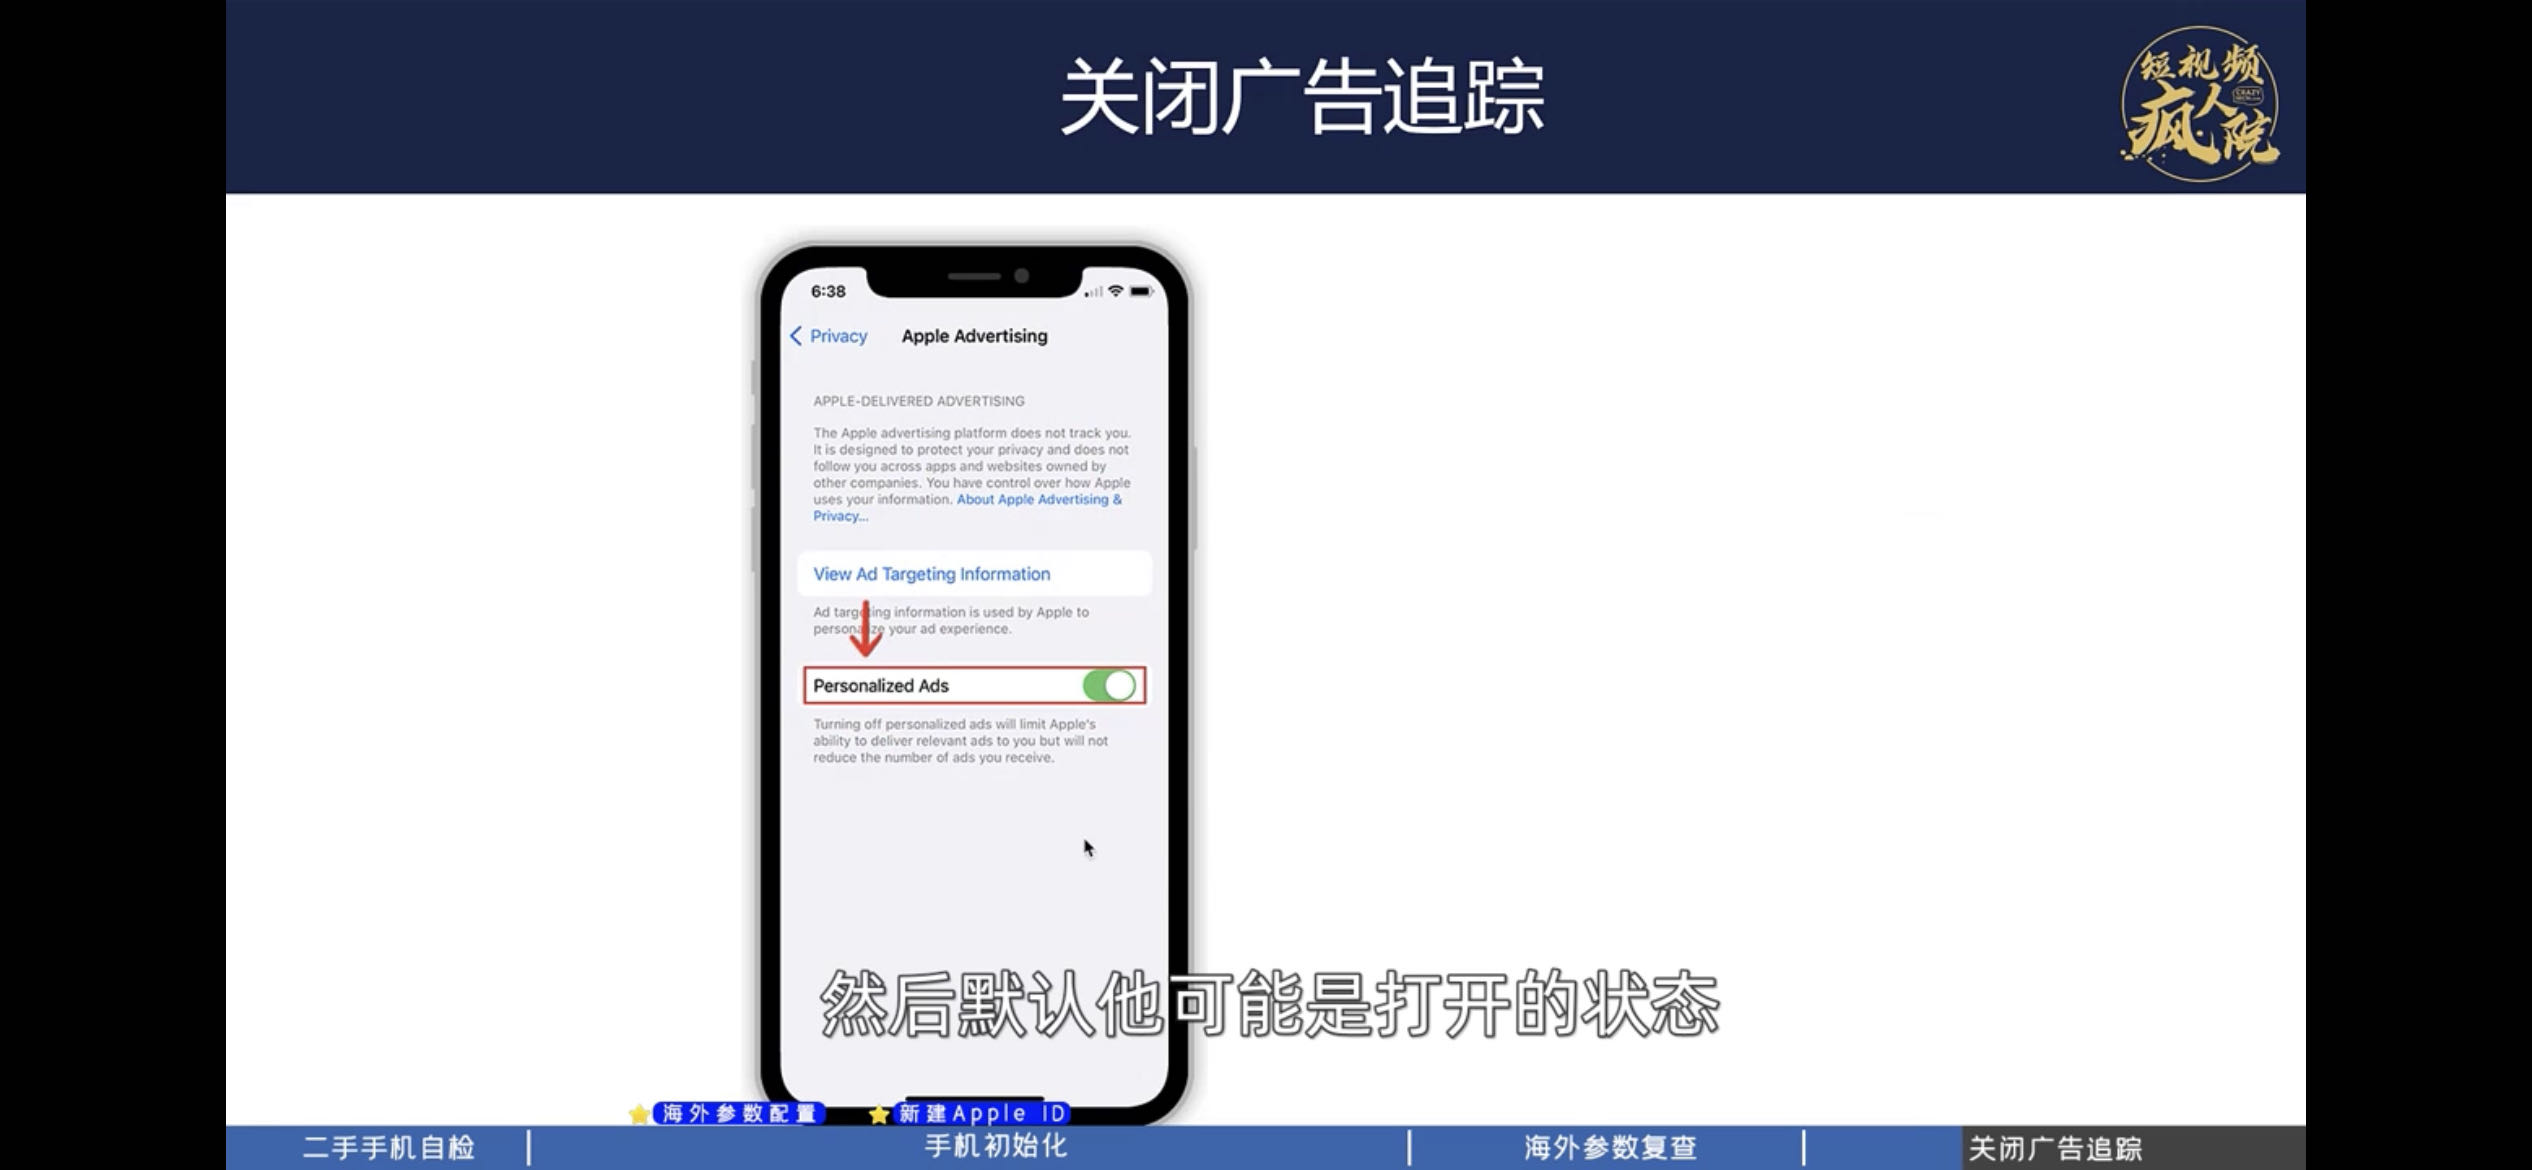 关闭广告追踪
短视频
疯人院
CRAZY
6:38
Privacy
Apple Advertising
APPLE-DELIVERED ADVERTISING
The Apple advertising platform does not track you.
It is designed to protect your privacy and does not
follow you across apps and websites owned by
other companies. You have control over how Apple
uses your information. About Apple Advertising &
Privacy...
View Ad Targeting Information
Ad targeting information is used by Apple to
personalize your ad experience.
Personalized Ads
Turning off personalized ads will limit Apple's
ability to deliver relevant ads to you but will not
reduce the number of ads you receive.
然后默认他可能是打开的状态
海外参数配置
新建Apple ID
二手手机自检
手机初始化
海外参数复查
关闭广告追踪